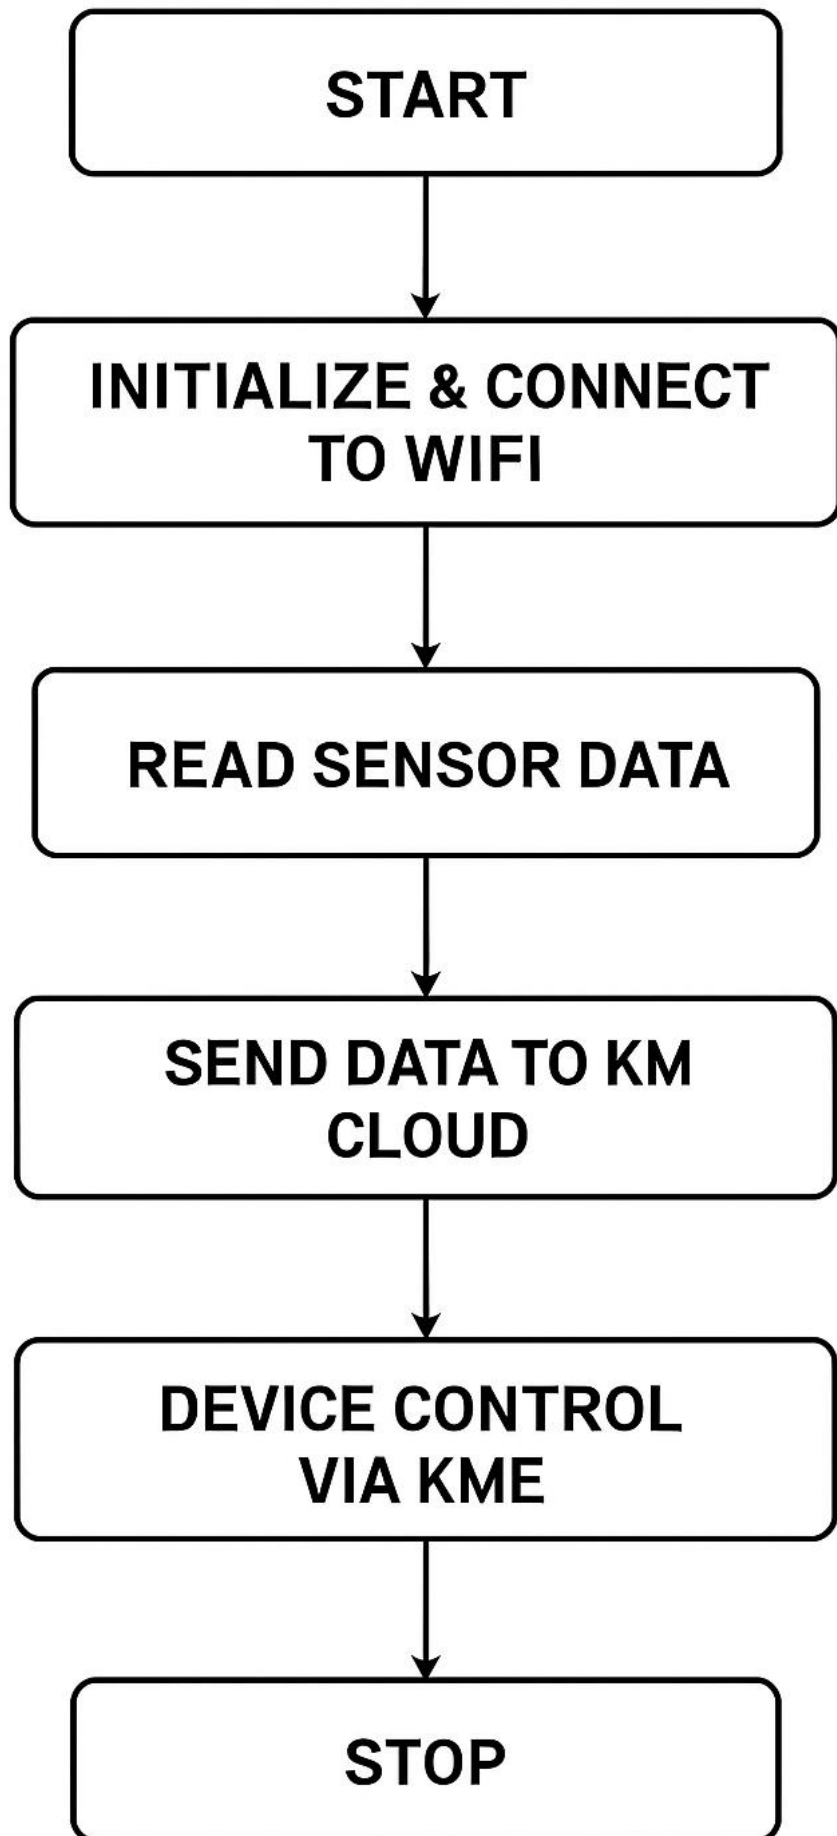 START
INITIALIZE & CONNECT
TO WIFI
READ SENSOR DATA
SEND DATA TO KM
CLOUD
DEVICE CONTROL
VIA KME
STOP